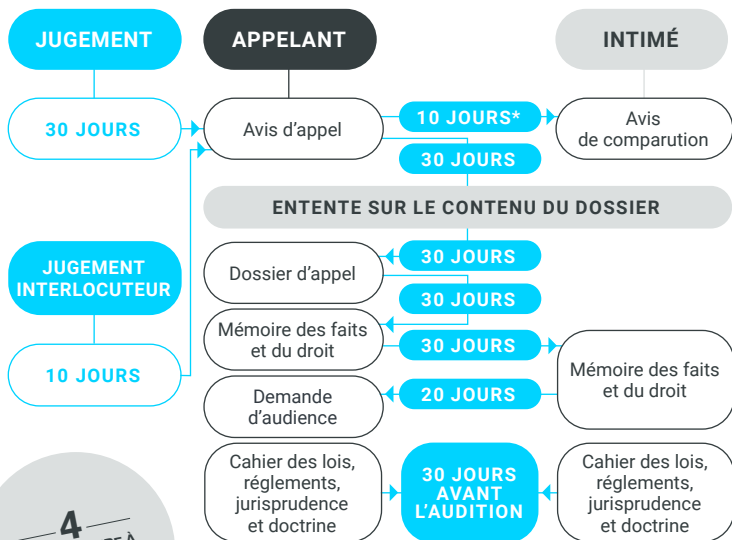 JUGEMENT
APPELANT
INTIMÉ
30 JOURS
Avis d'appel
10 JOURS*
Avis
de comparution
30 JOURS
ENTENTE SUR LE CONTENU DU DOSSIER
JUGEMENT
INTERLOCUTEUR
10 JOURS
Dossier d'appel
30 JOURS
30 JOURS
Mémoire des faits
et du droit
30 JOURS
Mémoire des faits
et du droit
Demande
d'audience
20 JOURS
Cahier des lois,
réglements,
jurisprudence
et doctrine
30 JOURS
AVANT
L'AUDITION
Cahier des lois,
réglements,
jurisprudence
et doctrine
4